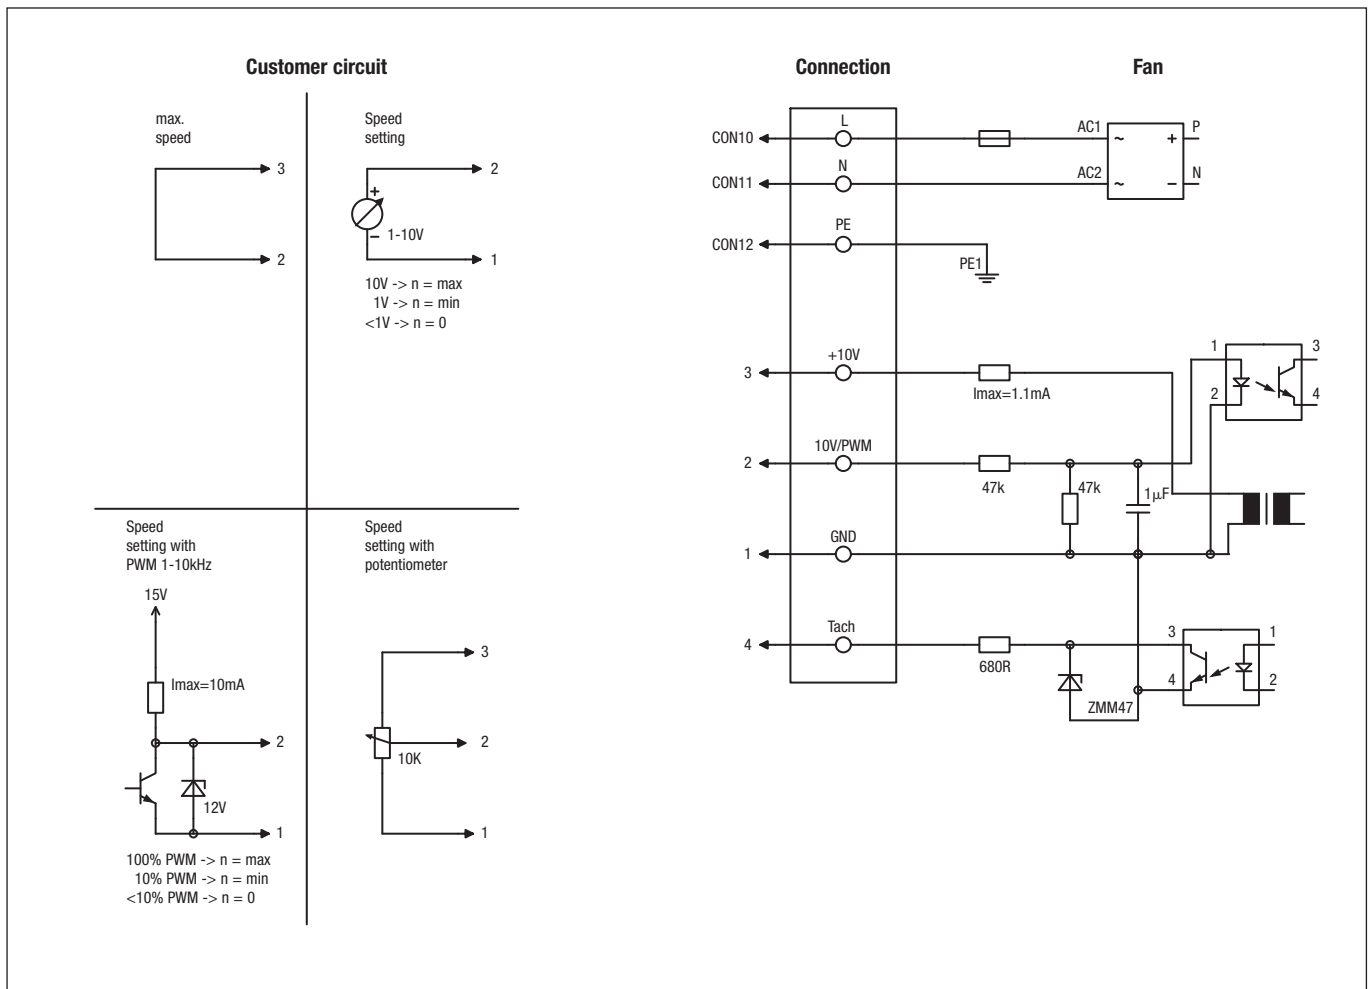 Customer circuit
Connection
Fan
max.
speed
3
2
Speed
setting
2
+
–
1-10V
1
10V -> n = max
1V -> n = min
<1V -> n = 0
Speed
setting with
PWM 1-10kHz
15V
Imax=10mA
2
12V
1
100% PWM -> n = max
10% PWM -> n = min
<10% PWM -> n = 0
Speed
setting with
potentiometer
3
2
10K
1
CON10
L
AC1
~
+
P
CON11
N
AC2
~
–
N
CON12
PE
PE1
3
+10V
Imax=1.1mA
1
2
3
4
2
10V/PWM
47k
47k
1µF
1
GND
4
Tach
680R
ZMM47
3
4
1
2